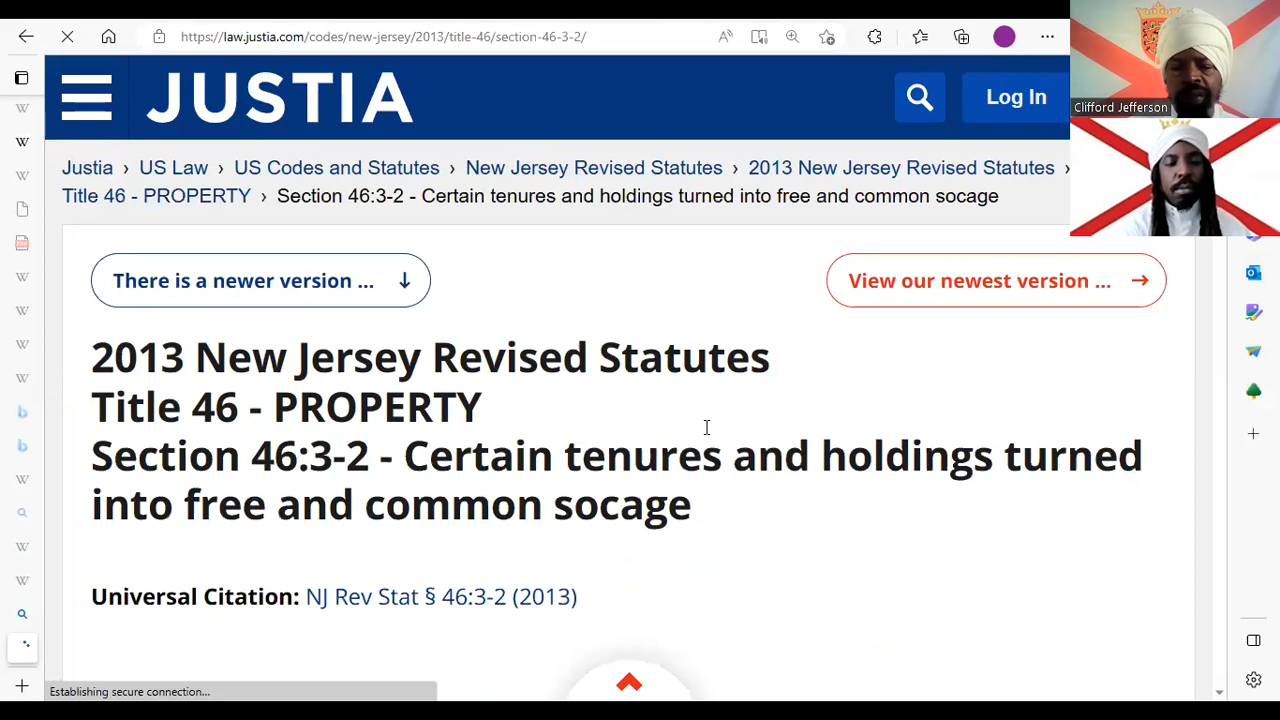 https://law.justia.com/codes/new-jersey/2013/title-46/section-46-3-2/
Clifford Jefferson
JUSTIA
Log In
Justia › US Law › US Codes and Statutes › New Jersey Revised Statutes › 2013 New Jersey Revised Statutes ›
Title 46 - PROPERTY › Section 46:3-2 - Certain tenures and holdings turned into free and common socage
There is a newer version ...
View our newest version ...
2013 New Jersey Revised Statutes
Title 46 - PROPERTY
Section 46:3-2 - Certain tenures and holdings turned
into free and common socage
Universal Citation: NJ Rev Stat § 46:3-2 (2013)
Establishing secure connection...